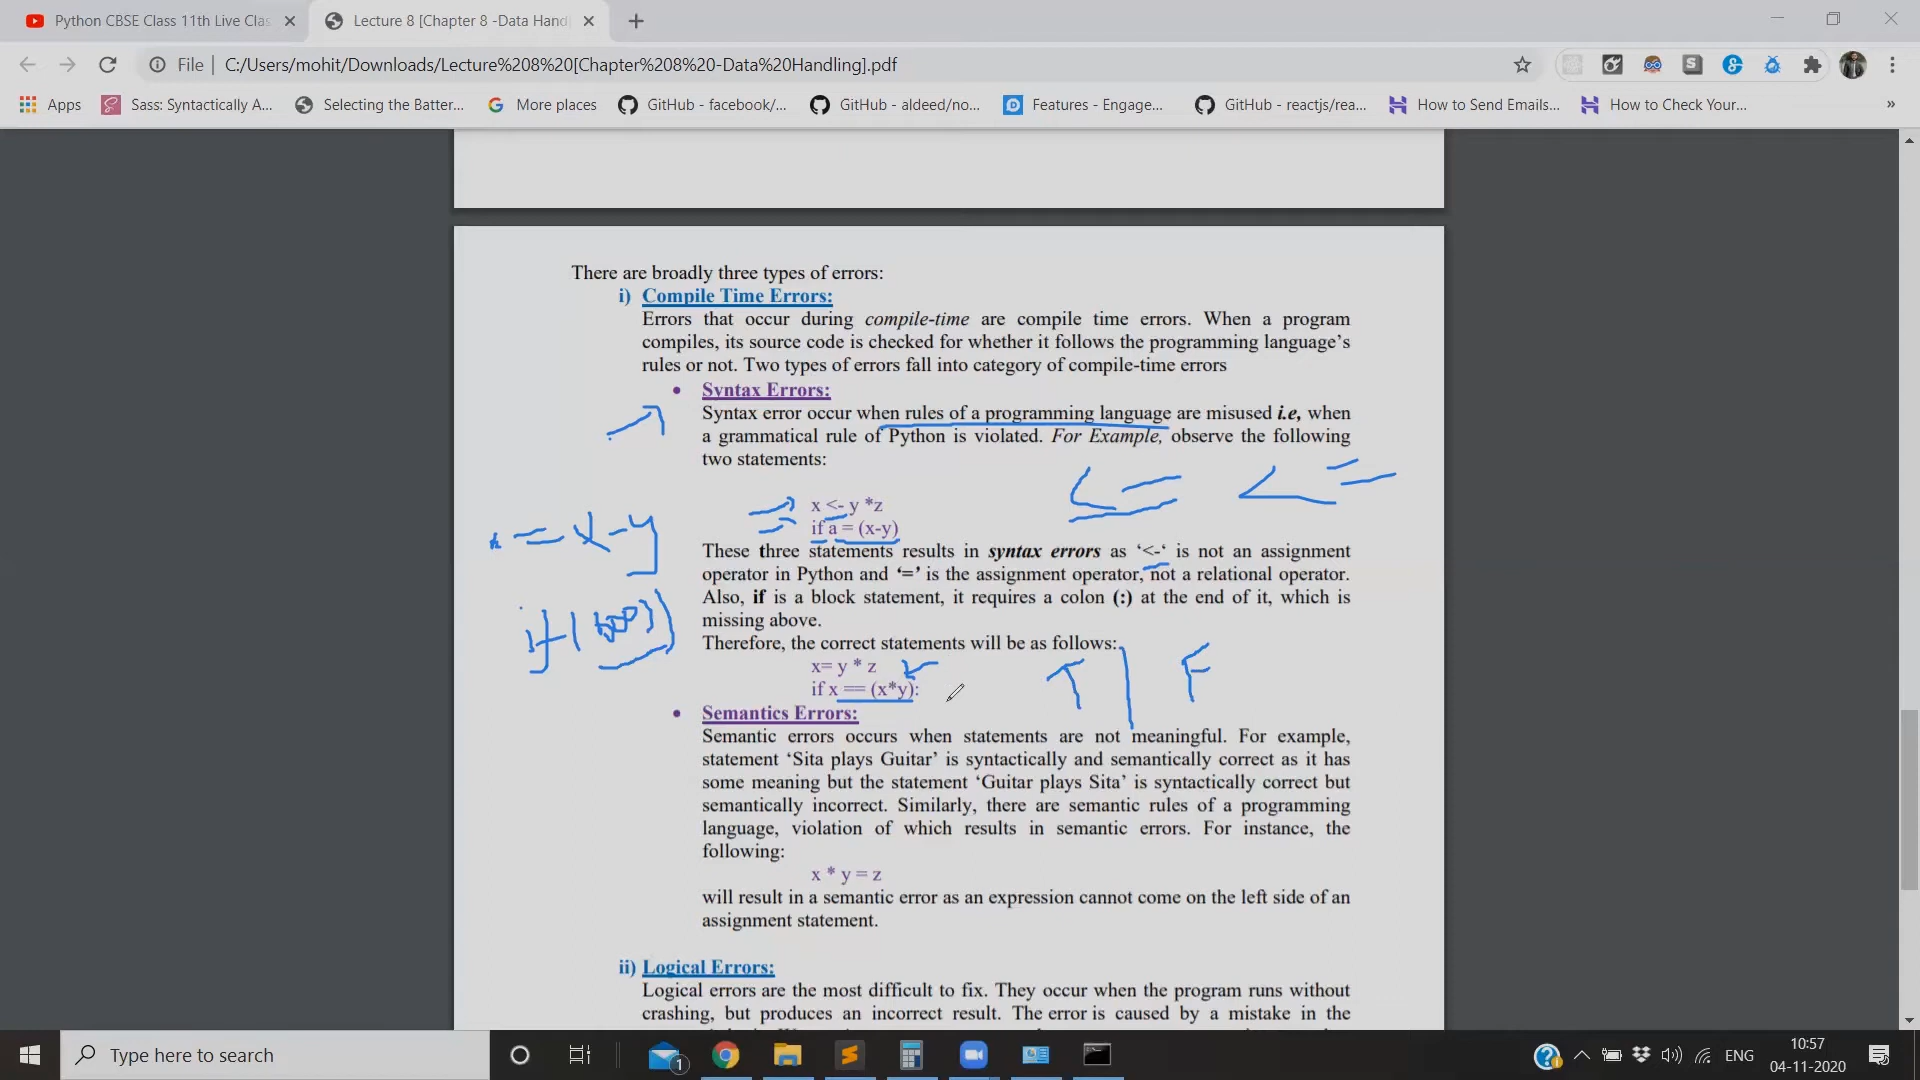 Python CBSE Class 11th Live Clas
Lecture 8 [Chapter 8 -Data Hand
File
C:/Users/mohit/Downloads/Lecture%208%20[Chapter%208%20-Data%20Handling].pdf
Apps
Sass: Syntactically A...
Selecting the Batter...
More places
GitHub - facebook/...
GitHub - aldeed/no...
Features - Engage...
GitHub - reactjs/rea...
How to Send Emails...
How to Check Your...
»
There are broadly three types of errors:
i) Compile Time Errors:
Errors that occur during compile-time are compile time errors. When a program
compiles, its source code is checked for whether it follows the programming language's
rules or not. Two types of errors fall into category of compile-time errors
• Syntax Errors:
Syntax error occur when rules of a programming language are misused i.e, when
a grammatical rule of Python is violated. For Example, observe the following
two statements:
<= <=
x <- y *z
if a = (x-y)
= x-y
These three statements results in syntax errors as ‘<-‘ is not an assignment
operator in Python and ‘=’ is the assignment operator, not a relational operator.
Also, if is a block statement, it requires a colon (:) at the end of it, which is
missing above.
if (
Therefore, the correct statements will be as follows:
x= y * z
if x == (x*y):
T | F
• Semantics Errors:
Semantic errors occurs when statements are not meaningful. For example,
statement ‘Sita plays Guitar’ is syntactically and semantically correct as it has
some meaning but the statement ‘Guitar plays Sita’ is syntactically correct but
semantically incorrect. Similarly, there are semantic rules of a programming
language, violation of which results in semantic errors. For instance, the
following:
x * y = z
will result in a semantic error as an expression cannot come on the left side of an
assignment statement.
ii) Logical Errors:
Logical errors are the most difficult to fix. They occur when the program runs without
crashing, but produces an incorrect result. The error is caused by a mistake in the
Type here to search
1
ENG
10:57
04-11-2020